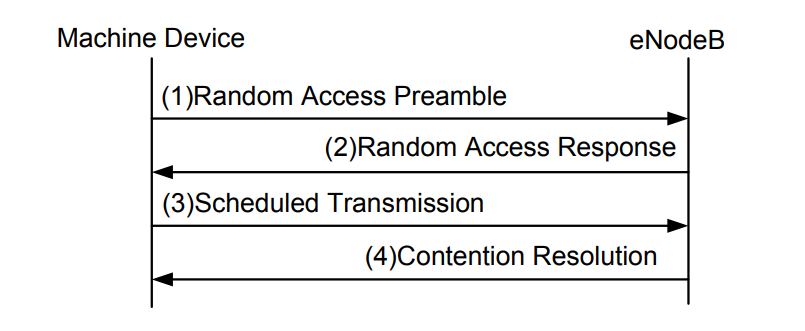 Machine Device
eNodeB
(1)Random Access Preamble
(2)Random Access Response
(3)Scheduled Transmission
(4)Contention Resolution